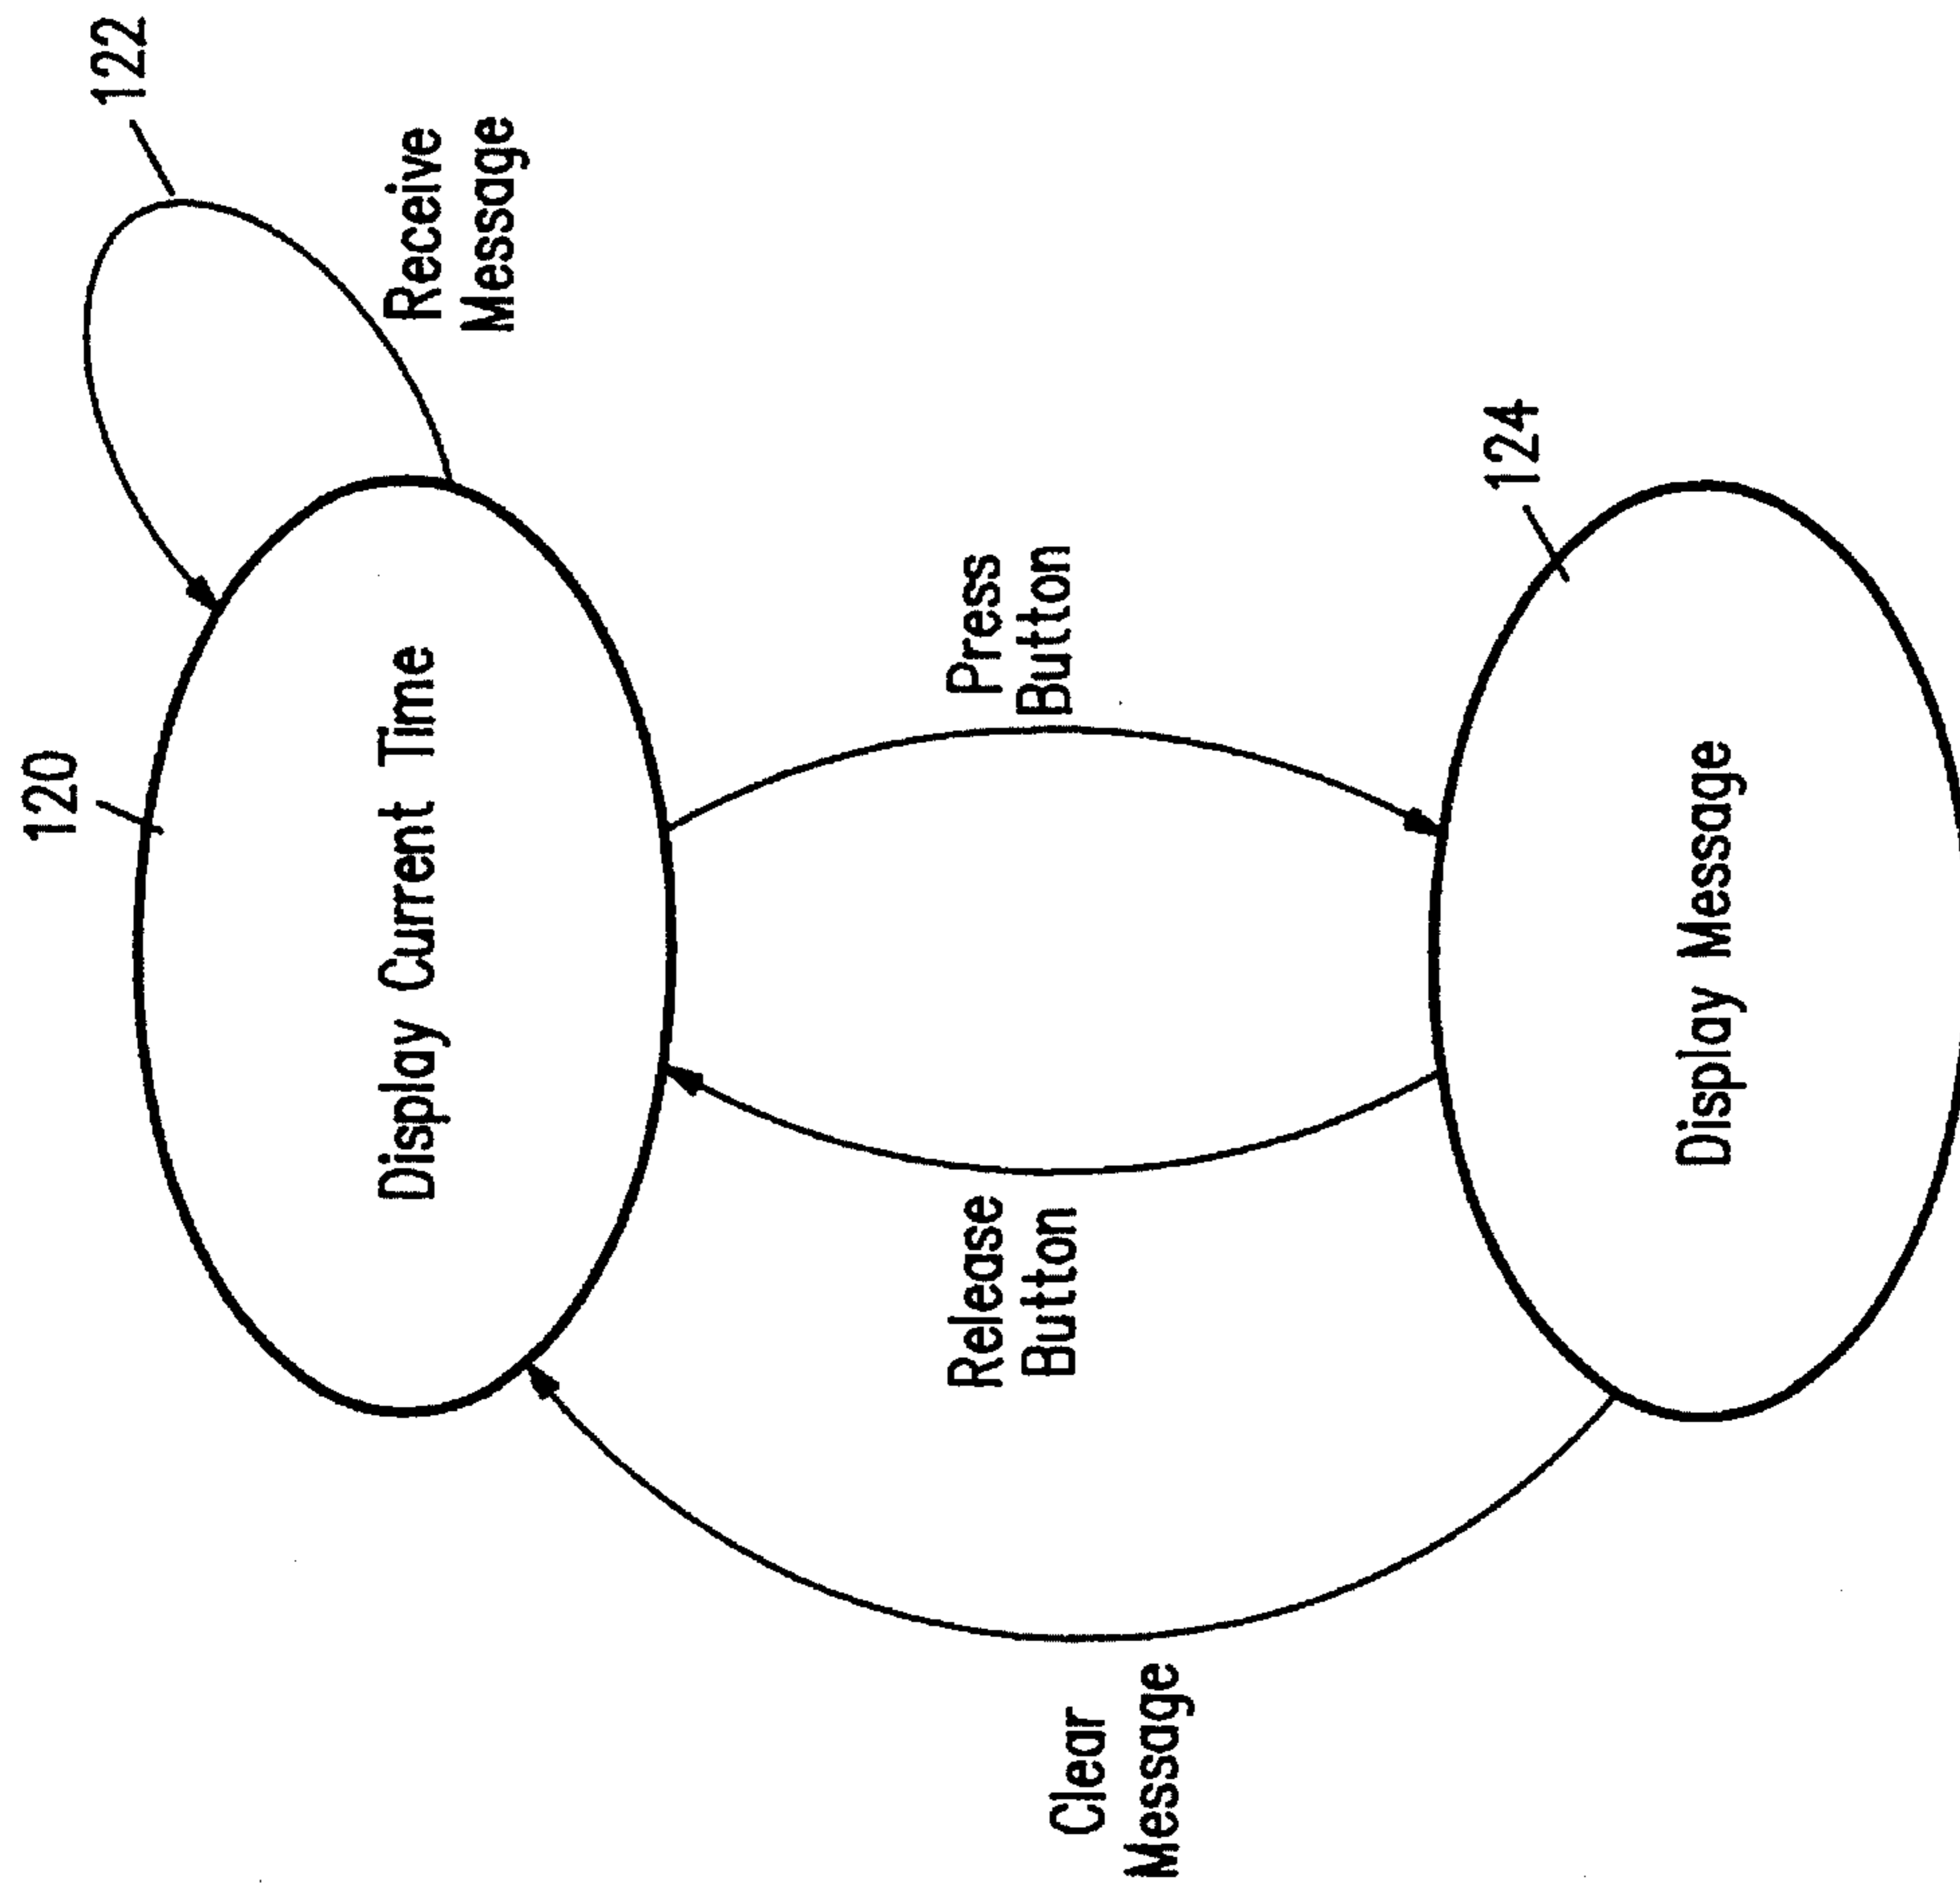 120
122
Display Current Time
Receive
Message
Release
Button
Press
Button
Clear
Message
124
Display Message